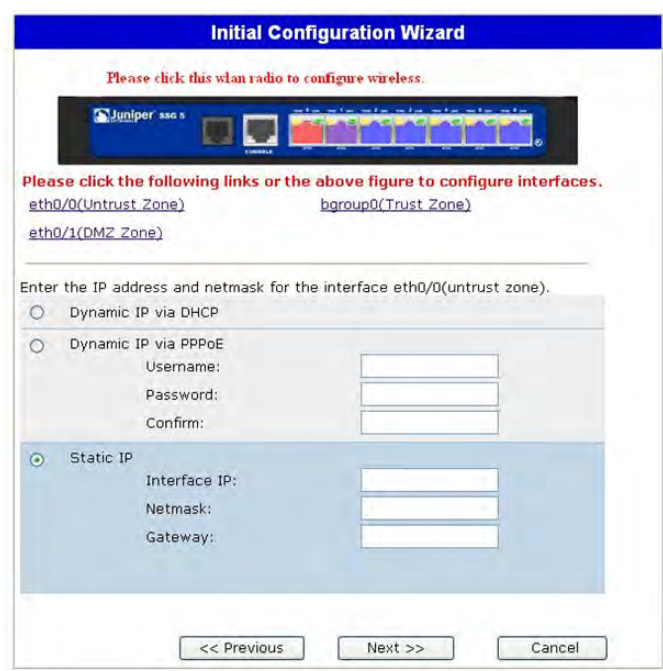 Initial Configuration Wizard
Please click this wlan radio to configure wireless.
Juniper SSG 5
CONSOLE
Please click the following links or the above figure to configure interfaces.
eth0/0(Untrust Zone) bgroup0(Trust Zone)
eth0/1(DMZ Zone)
Enter the IP address and netmask for the interface eth0/0(untrust zone).
Dynamic IP via DHCP
Dynamic IP via PPPoE
Username:
Password:
Confirm:
Static IP
Interface IP:
Netmask:
Gateway:
<< Previous Next >> Cancel